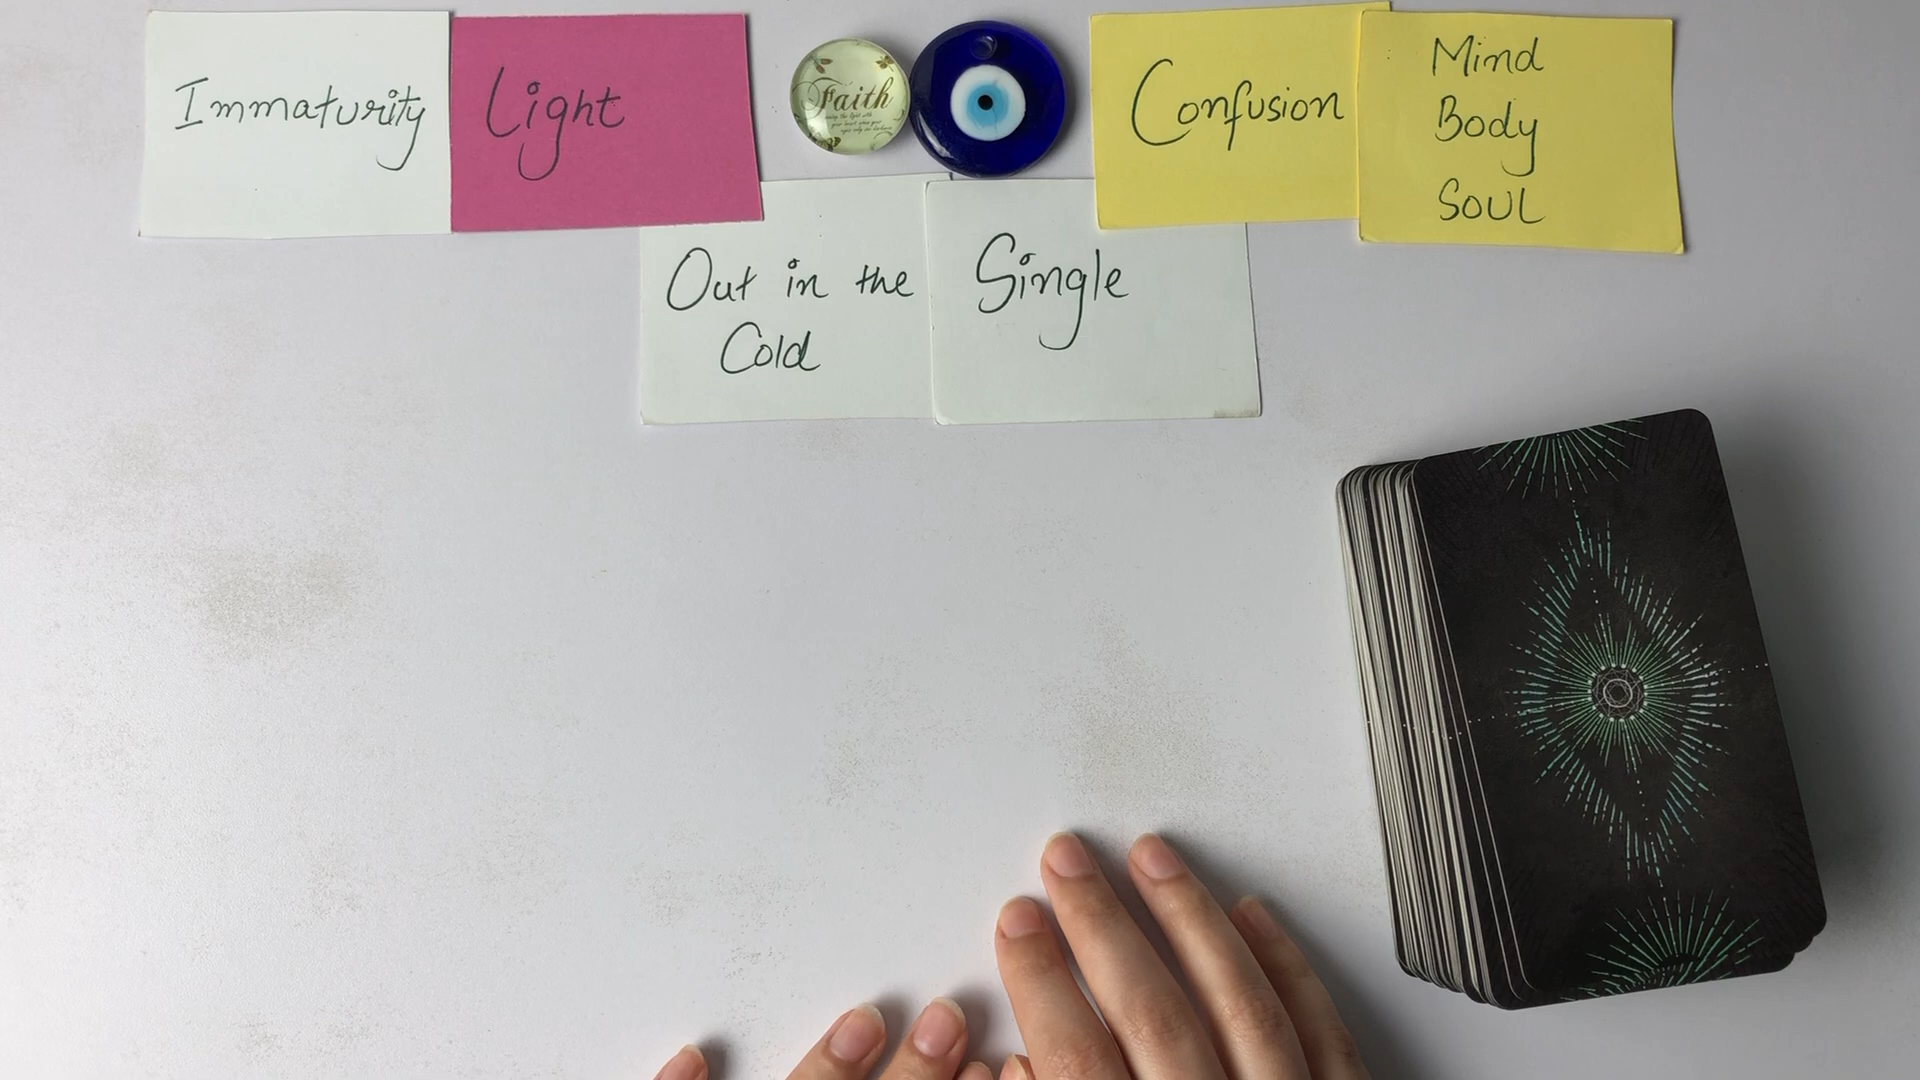 Immaturity
Light
Faith
Confusion
Mind
Body
SOUL
Out in the
Cold
Single